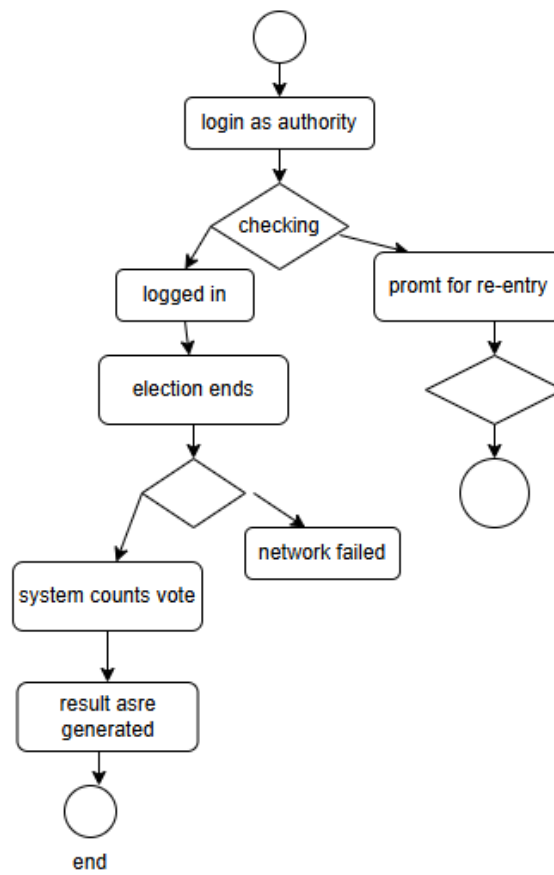 login as authority
checking
logged in
promt for re-entry
election ends
network failed
system counts vote
result asre
generated
end